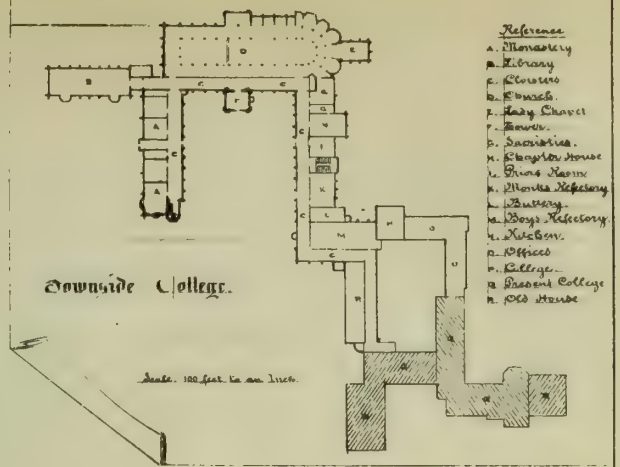 Reference
A. Monastery
B. Library
C. Cloisters
D. Church
E. Lady Chapel
F. Tower.
G. Sacristies
H. Chapter House
I. Priors Room
K. Monks Refectory
L. Buttery
M. Boys Refectory.
N. Kitchen.
O. Offices
P. College.
Q. Present College
R. Old House
D
E
B
C
C
F
G
G
A
C
C
H
I
A
K
C
L
M
N
O
C
O
P
Downside College.
Scale. 100 feet to an Inch.
Q
Q
Q
R